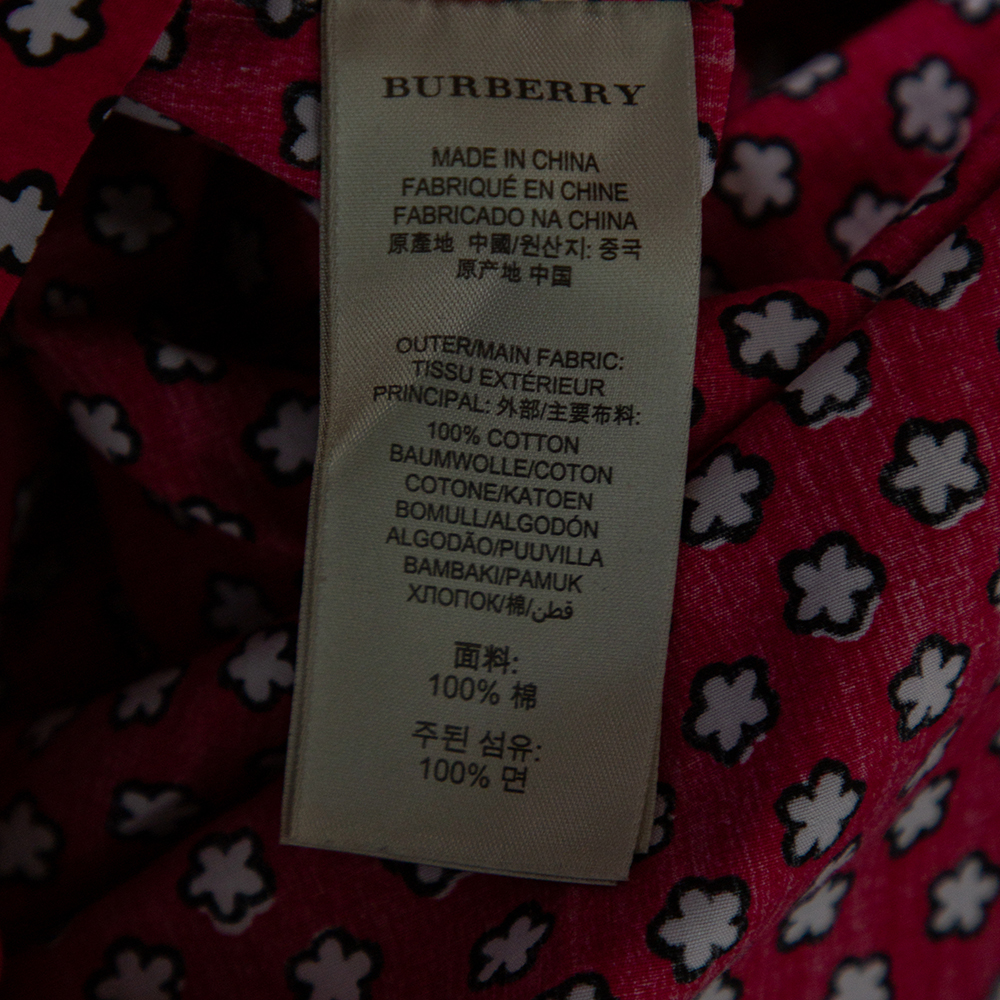 BURBERRY
MADE IN CHINA
FABRIQUÉ EN CHINE
FABRICADO NA CHINA
原產地 中國/원산지: 중국
原产地 中国
OUTER/MAIN FABRIC:
TISSU EXTÉRIEUR
PRINCIPAL: 外部/主要布料:
100% COTTON
BAUMWOLLE/COTON
COTONE/KATOEN
BOMULL/ALGODÓN
ALGODÃO/PUUVILLA
BAMBAKI/PAMUK
ХЛОПОК/棉/قطن
面料:
100% 棉
주된 섬유:
100% 면